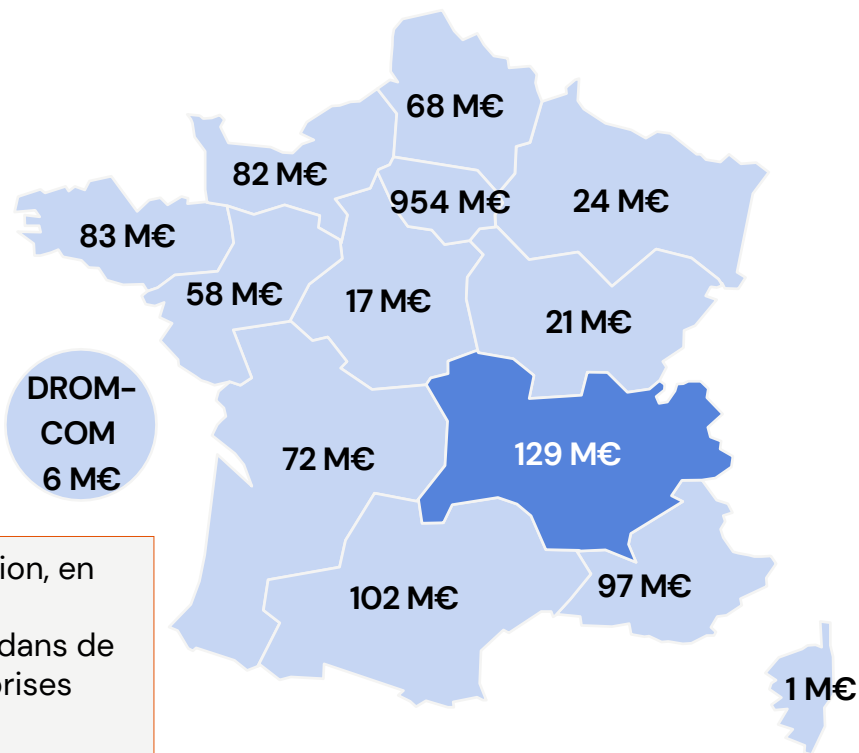 68 M€
82 M€
954 M€
24 M€
83 M€
58 M€
17 M€
21 M€
DROM-
COM
6 M€
72 M€
129 M€
102 M€
97 M€
1 M€
ion, en
dans de
rises